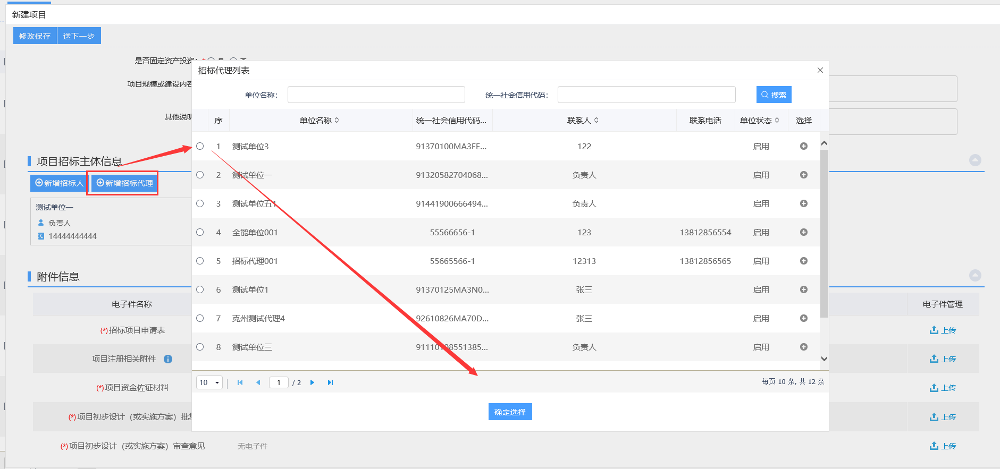 新建项目
修改保存 送下一步
是否固定资产投资: *
项目规模或建设内容
其他说明
项目招标主体信息
新增招标人 新增招标代理
测试单位一
负责人
14444444444
附件信息
电子件名称 电子件管理
(*)招标项目申请表 上传
项目注册相关附件 上传
(*)项目资金佐证材料 上传
(*)项目初步设计（或实施方案）批复 上传
(*)项目初步设计（或实施方案）审查意见 无电子件 上传
招标代理列表
单位名称: 统一社会信用代码: 搜索
序 单位名称 统一社会信用代码... 联系人 联系电话 单位状态 选择
1 测试单位3 91370100MA3FE... 122 启用
2 测试单位一 91320582704068... 负责人 启用
3 测试单位五1 91441900666494... 负责人 启用
4 全能单位001 55566656-1 123 13812856554 启用
5 招标代理001 55665566-1 12313 13812856565 启用
6 测试单位1 91370125MA3N0... 张三 启用
7 克州测试代理4 92610826MA70D... 张三 启用
8 测试单位三 91110108551385... 负责人 启用
10 1 / 2 每页 10 条, 共 12 条
确定选择